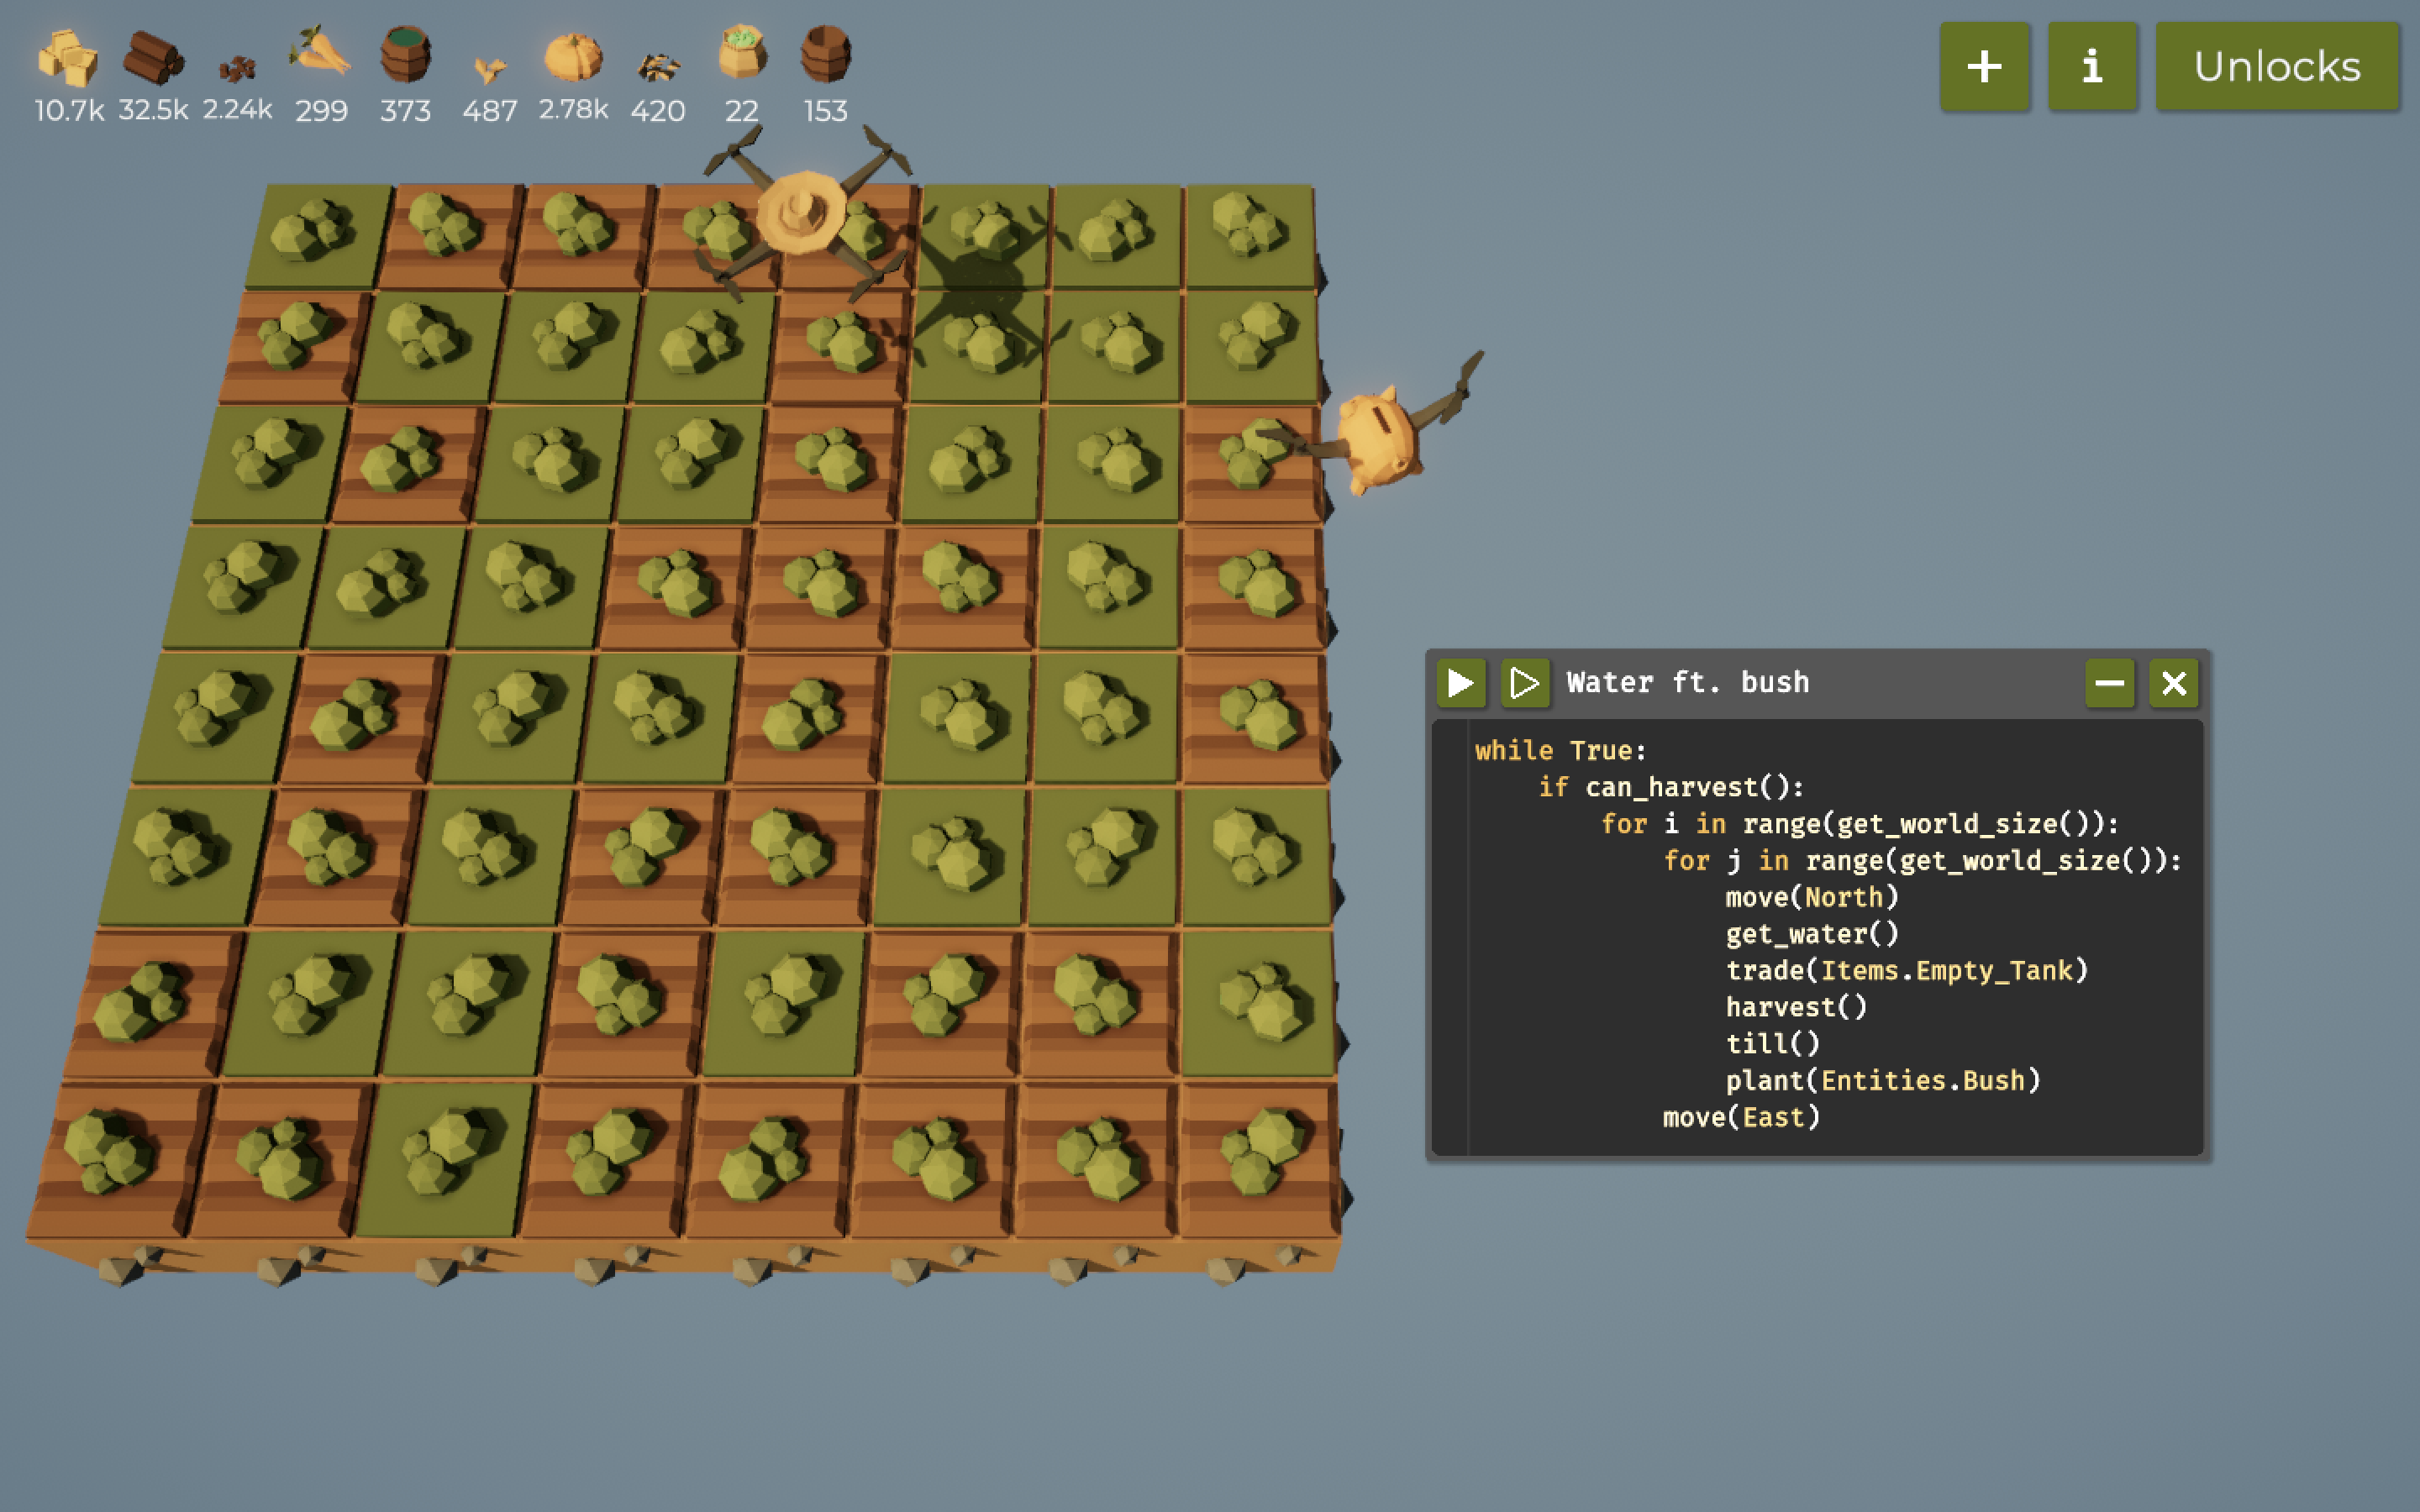 10.7k 32.5k 2.24k 299 373 487 2.78k 420 22 153
+ i Unlocks
Water ft. bush
while True:
    if can_harvest():
        for i in range(get_world_size()):
            for j in range(get_world_size()):
                move(North)
                get_water()
                trade(Items.Empty_Tank)
                harvest()
                till()
                plant(Entities.Bush)
            move(East)